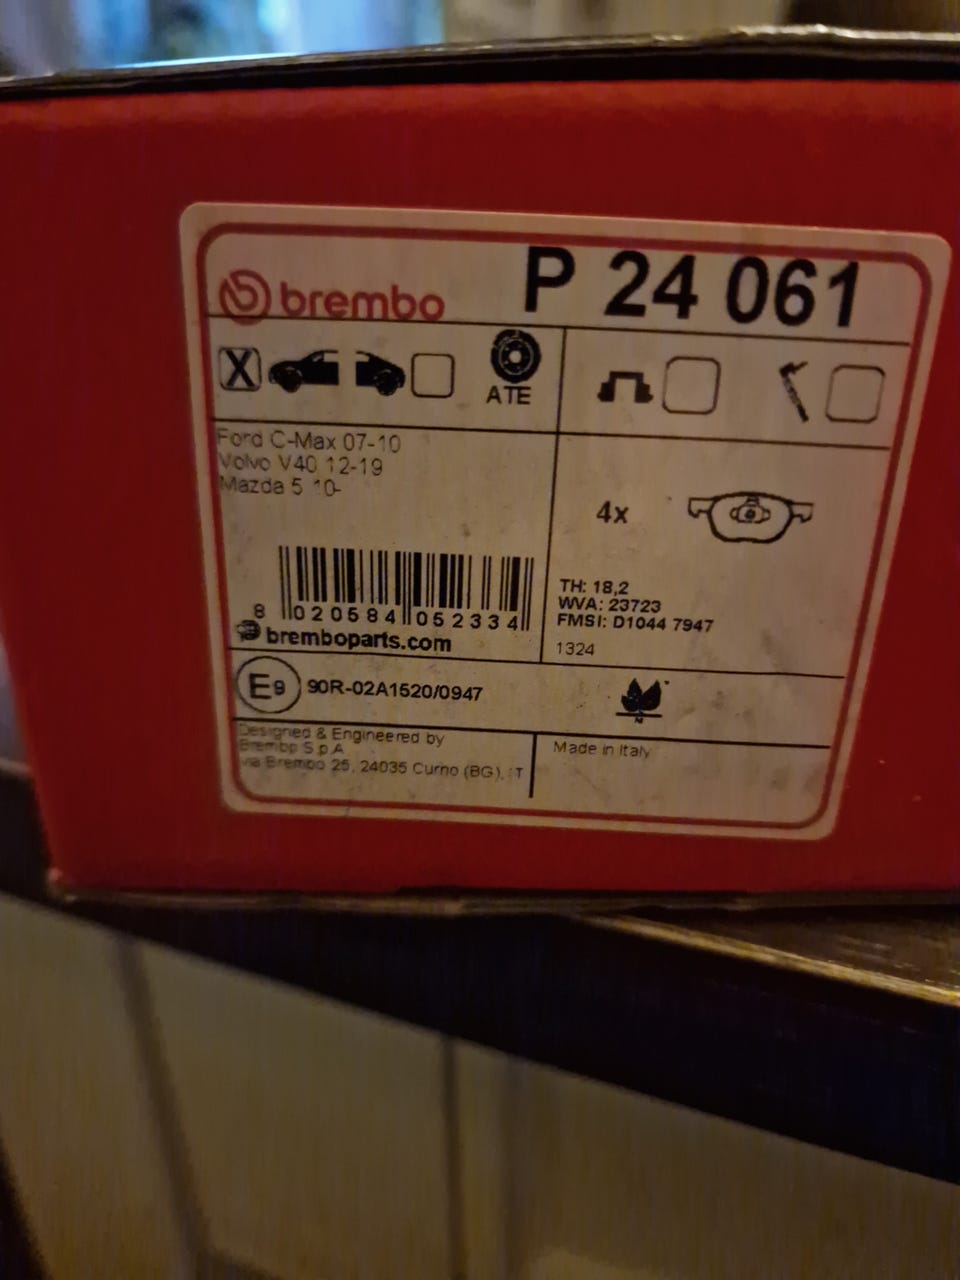 brembo
P 24 061
X
ATE
Ford C-Max 07-10
Volvo V40 12-19
Mazda 5 10-
4x
TH: 18,2
WVA: 23723
FMSI: D1044 7947
1324
8 020584 052334
bremboparts.com
E9 90R-02A1520/0947
Designed & Engineered by
Brembo S.p.A.
via Brembo 25, 24035 Curno (BG), IT
Made in Italy